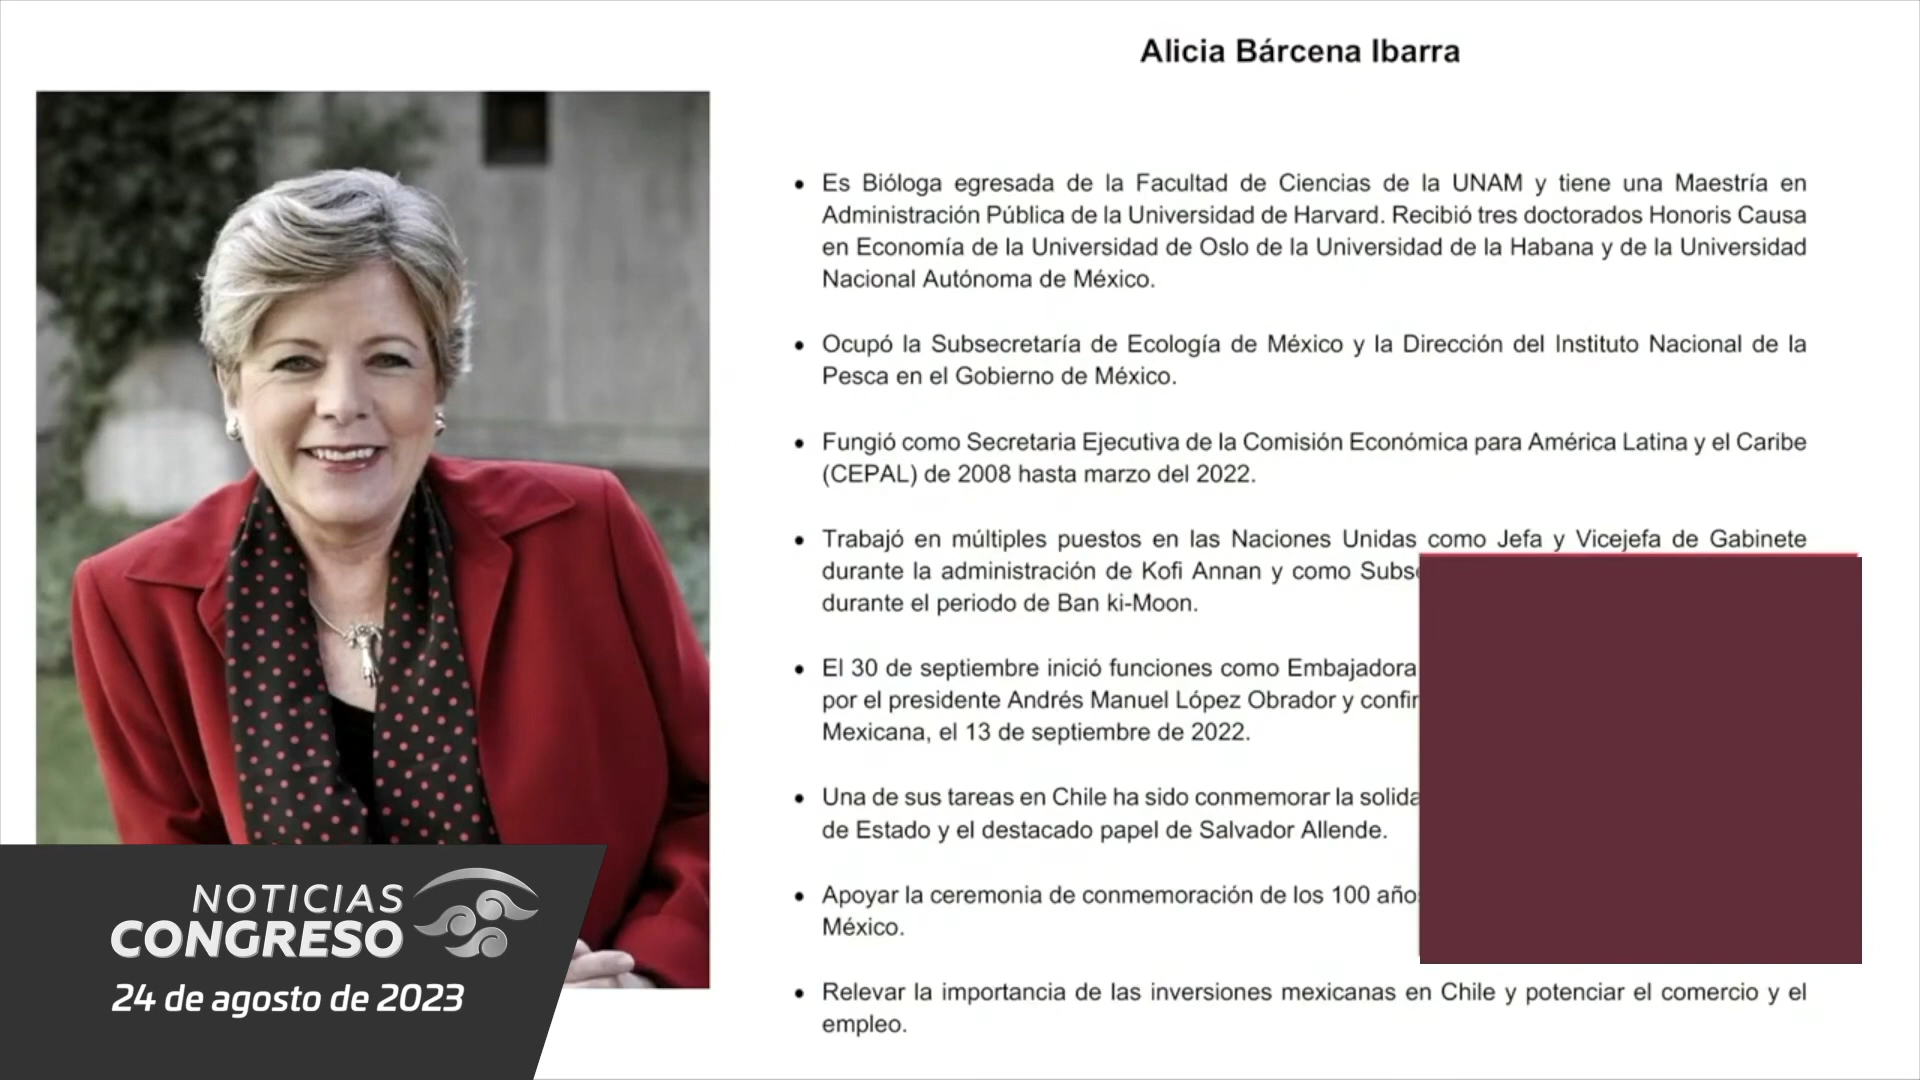 Alicia Bárcena Ibarra
• Es Bióloga egresada de la Facultad de Ciencias de la UNAM y tiene una Maestría en
Administración Pública de la Universidad de Harvard. Recibió tres doctorados Honoris Causa
en Economía de la Universidad de Oslo de la Universidad de la Habana y de la Universidad
Nacional Autónoma de México.
• Ocupó la Subsecretaría de Ecología de México y la Dirección del Instituto Nacional de la
Pesca en el Gobierno de México.
• Fungió como Secretaria Ejecutiva de la Comisión Económica para América Latina y el Caribe
(CEPAL) de 2008 hasta marzo del 2022.
• Trabajó en múltiples puestos en las Naciones Unidas como Jefa y Vicejefa de Gabinete
durante la administración de Kofi Annan y como
durante el periodo de Ban ki-Moon.
• El 30 de septiembre inició funciones como Embajadora
por el presidente Andrés Manuel López Obrador y
Mexicana, el 13 de septiembre de 2022.
• Una de sus tareas en Chile ha sido conmemorar la
de Estado y el destacado papel de Salvador Allende.
• Apoyar la ceremonia de conmemoración de los 100
México.
• Relevar la importancia de las inversiones mexicanas en Chile y potenciar el comercio y el
empleo.
NOTICIAS
CONGRESO
24 de agosto de 2023